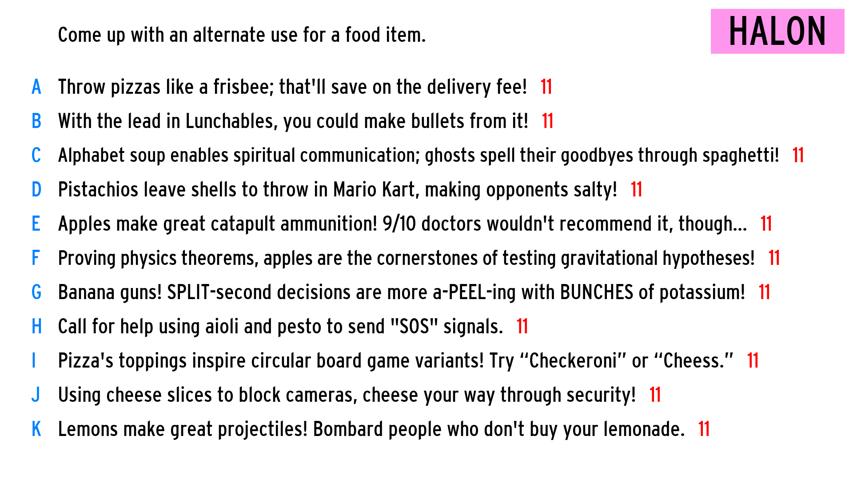 Come up with an alternate use for a food item.
HALON
A Throw pizzas like a frisbee; that'll save on the delivery fee! 11
B With the lead in Lunchables, you could make bullets from it! 11
C Alphabet soup enables spiritual communication; ghosts spell their goodbyes through spaghetti! 11
D Pistachios leave shells to throw in Mario Kart, making opponents salty! 11
E Apples make great catapult ammunition! 9/10 doctors wouldn't recommend it, though... 11
F Proving physics theorems, apples are the cornerstones of testing gravitational hypotheses! 11
G Banana guns! SPLIT-second decisions are more a-PEEL-ing with BUNCHES of potassium! 11
H Call for help using aioli and pesto to send "SOS" signals. 11
I Pizza's toppings inspire circular board game variants! Try “Checkeroni” or “Cheess.” 11
J Using cheese slices to block cameras, cheese your way through security! 11
K Lemons make great projectiles! Bombard people who don't buy your lemonade. 11